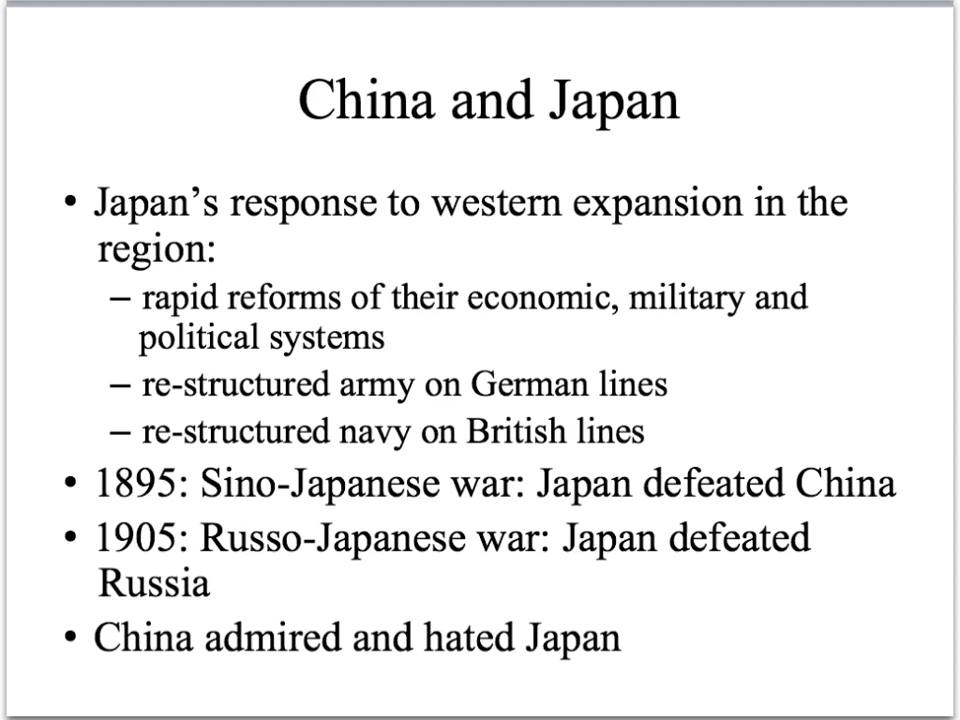 China and Japan
• Japan’s response to western expansion in the
region:
– rapid reforms of their economic, military and
political systems
– re-structured army on German lines
– re-structured navy on British lines
• 1895: Sino-Japanese war: Japan defeated China
• 1905: Russo-Japanese war: Japan defeated
Russia
• China admired and hated Japan